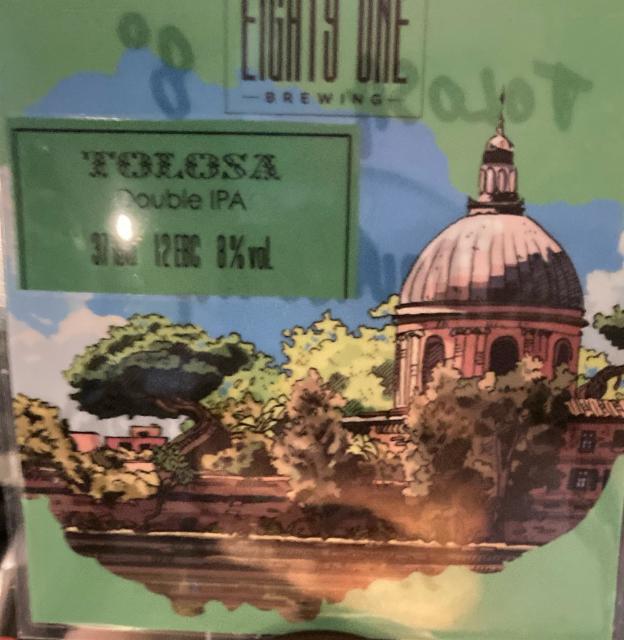 EIGHTY ONE
BREWING
TOLOSA
Double IPA
12 EBC 8% vol.